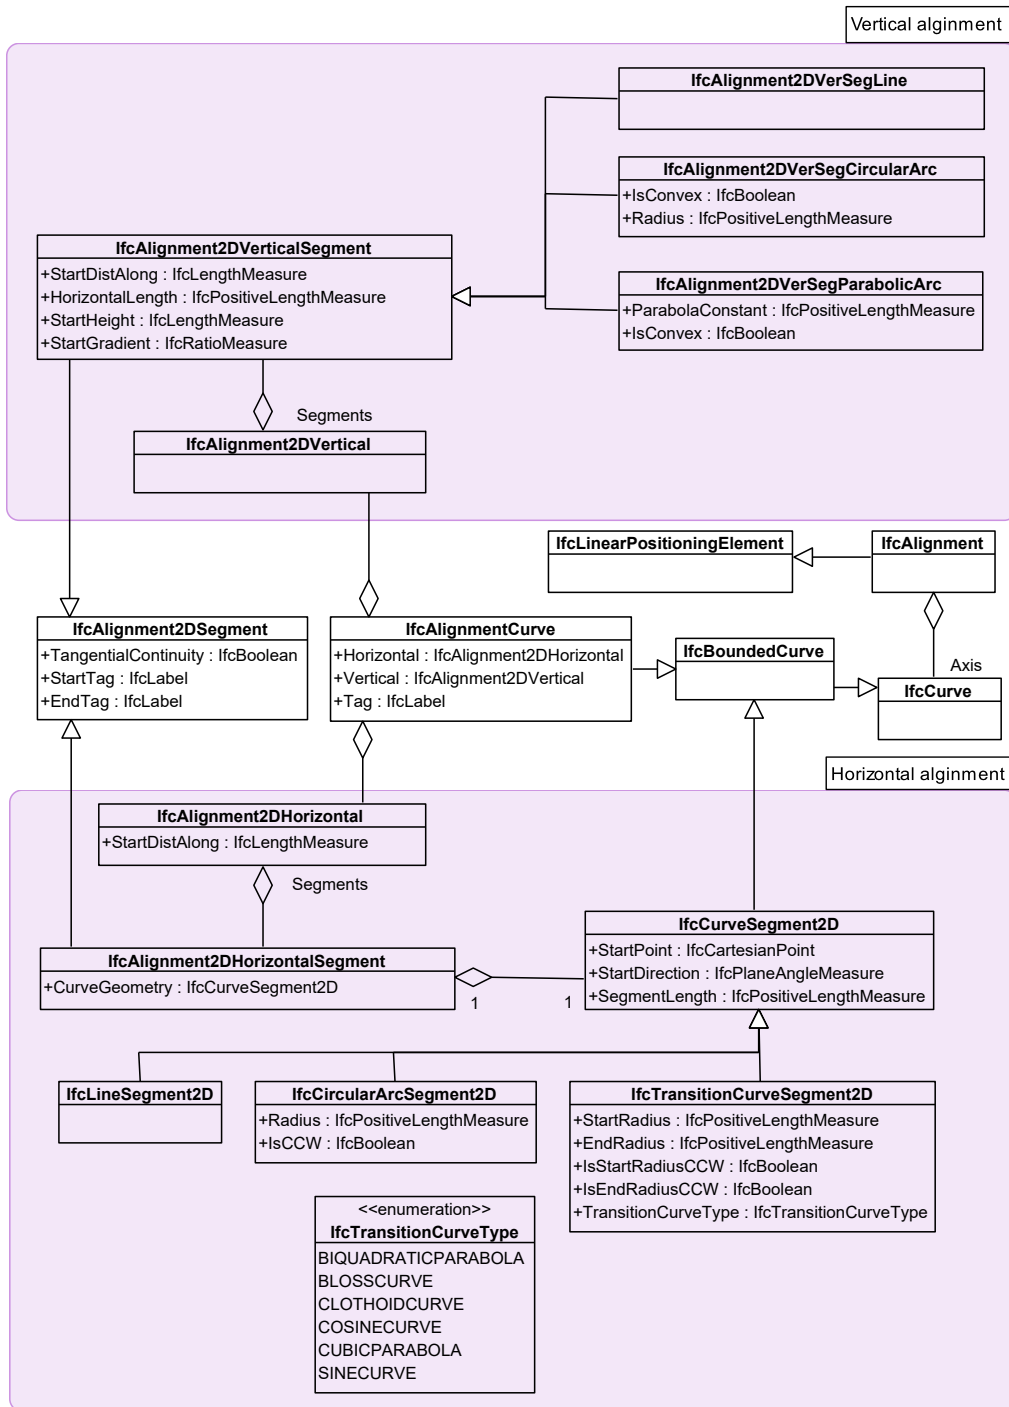 Vertical alginment
IfcAlignment2DVerSegLine
IfcAlignment2DVerSegCircularArc
+IsConvex : IfcBoolean
+Radius : IfcPositiveLengthMeasure
IfcAlignment2DVerticalSegment
+StartDistAlong : IfcLengthMeasure
+HorizontalLength : IfcPositiveLengthMeasure
+StartHeight : IfcLengthMeasure
+StartGradient : IfcRatioMeasure
IfcAlignment2DVerSegParabolicArc
+ParabolaConstant : IfcPositiveLengthMeasure
+IsConvex : IfcBoolean
Segments
IfcAlignment2DVertical
IfcLinearPositioningElement
IfcAlignment
IfcAlignment2DSegment
+TangentialContinuity : IfcBoolean
+StartTag : IfcLabel
+EndTag : IfcLabel
IfcAlignmentCurve
+Horizontal : IfcAlignment2DHorizontal
+Vertical : IfcAlignment2DVertical
+Tag : IfcLabel
IfcBoundedCurve
Axis
IfcCurve
Horizontal alginment
IfcAlignment2DHorizontal
+StartDistAlong : IfcLengthMeasure
Segments
IfcAlignment2DHorizontalSegment
+CurveGeometry : IfcCurveSegment2D
1
1
IfcCurveSegment2D
+StartPoint : IfcCartesianPoint
+StartDirection : IfcPlaneAngleMeasure
+SegmentLength : IfcPositiveLengthMeasure
IfcLineSegment2D
IfcCircularArcSegment2D
+Radius : IfcPositiveLengthMeasure
+IsCCW : IfcBoolean
IfcTransitionCurveSegment2D
+StartRadius : IfcPositiveLengthMeasure
+EndRadius : IfcPositiveLengthMeasure
+IsStartRadiusCCW : IfcBoolean
+IsEndRadiusCCW : IfcBoolean
+TransitionCurveType : IfcTransitionCurveType
<<enumeration>>
IfcTransitionCurveType
BIQUADRATICPARABOLA
BLOSSCURVE
CLOTHOIDCURVE
COSINECURVE
CUBICPARABOLA
SINECURVE